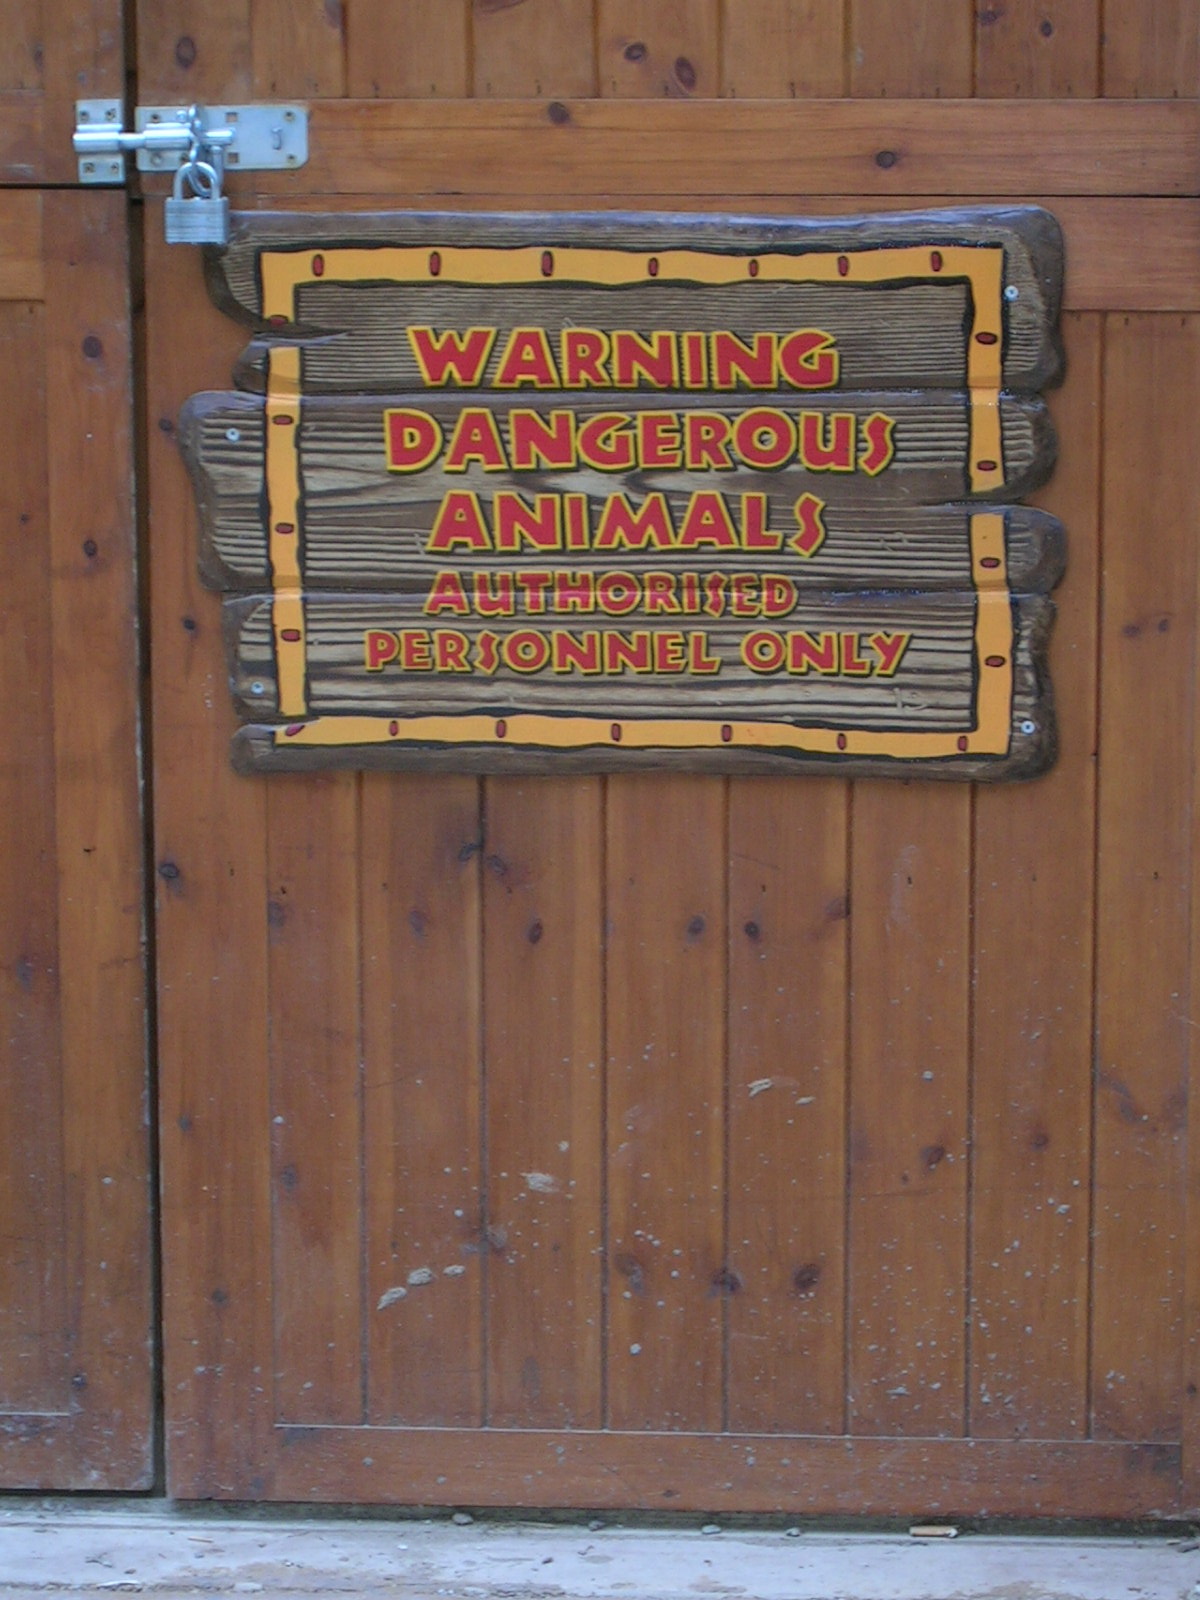 WARNING
DANGEROUS
ANIMALS
AUTHORISED
PERSONNEL ONLY